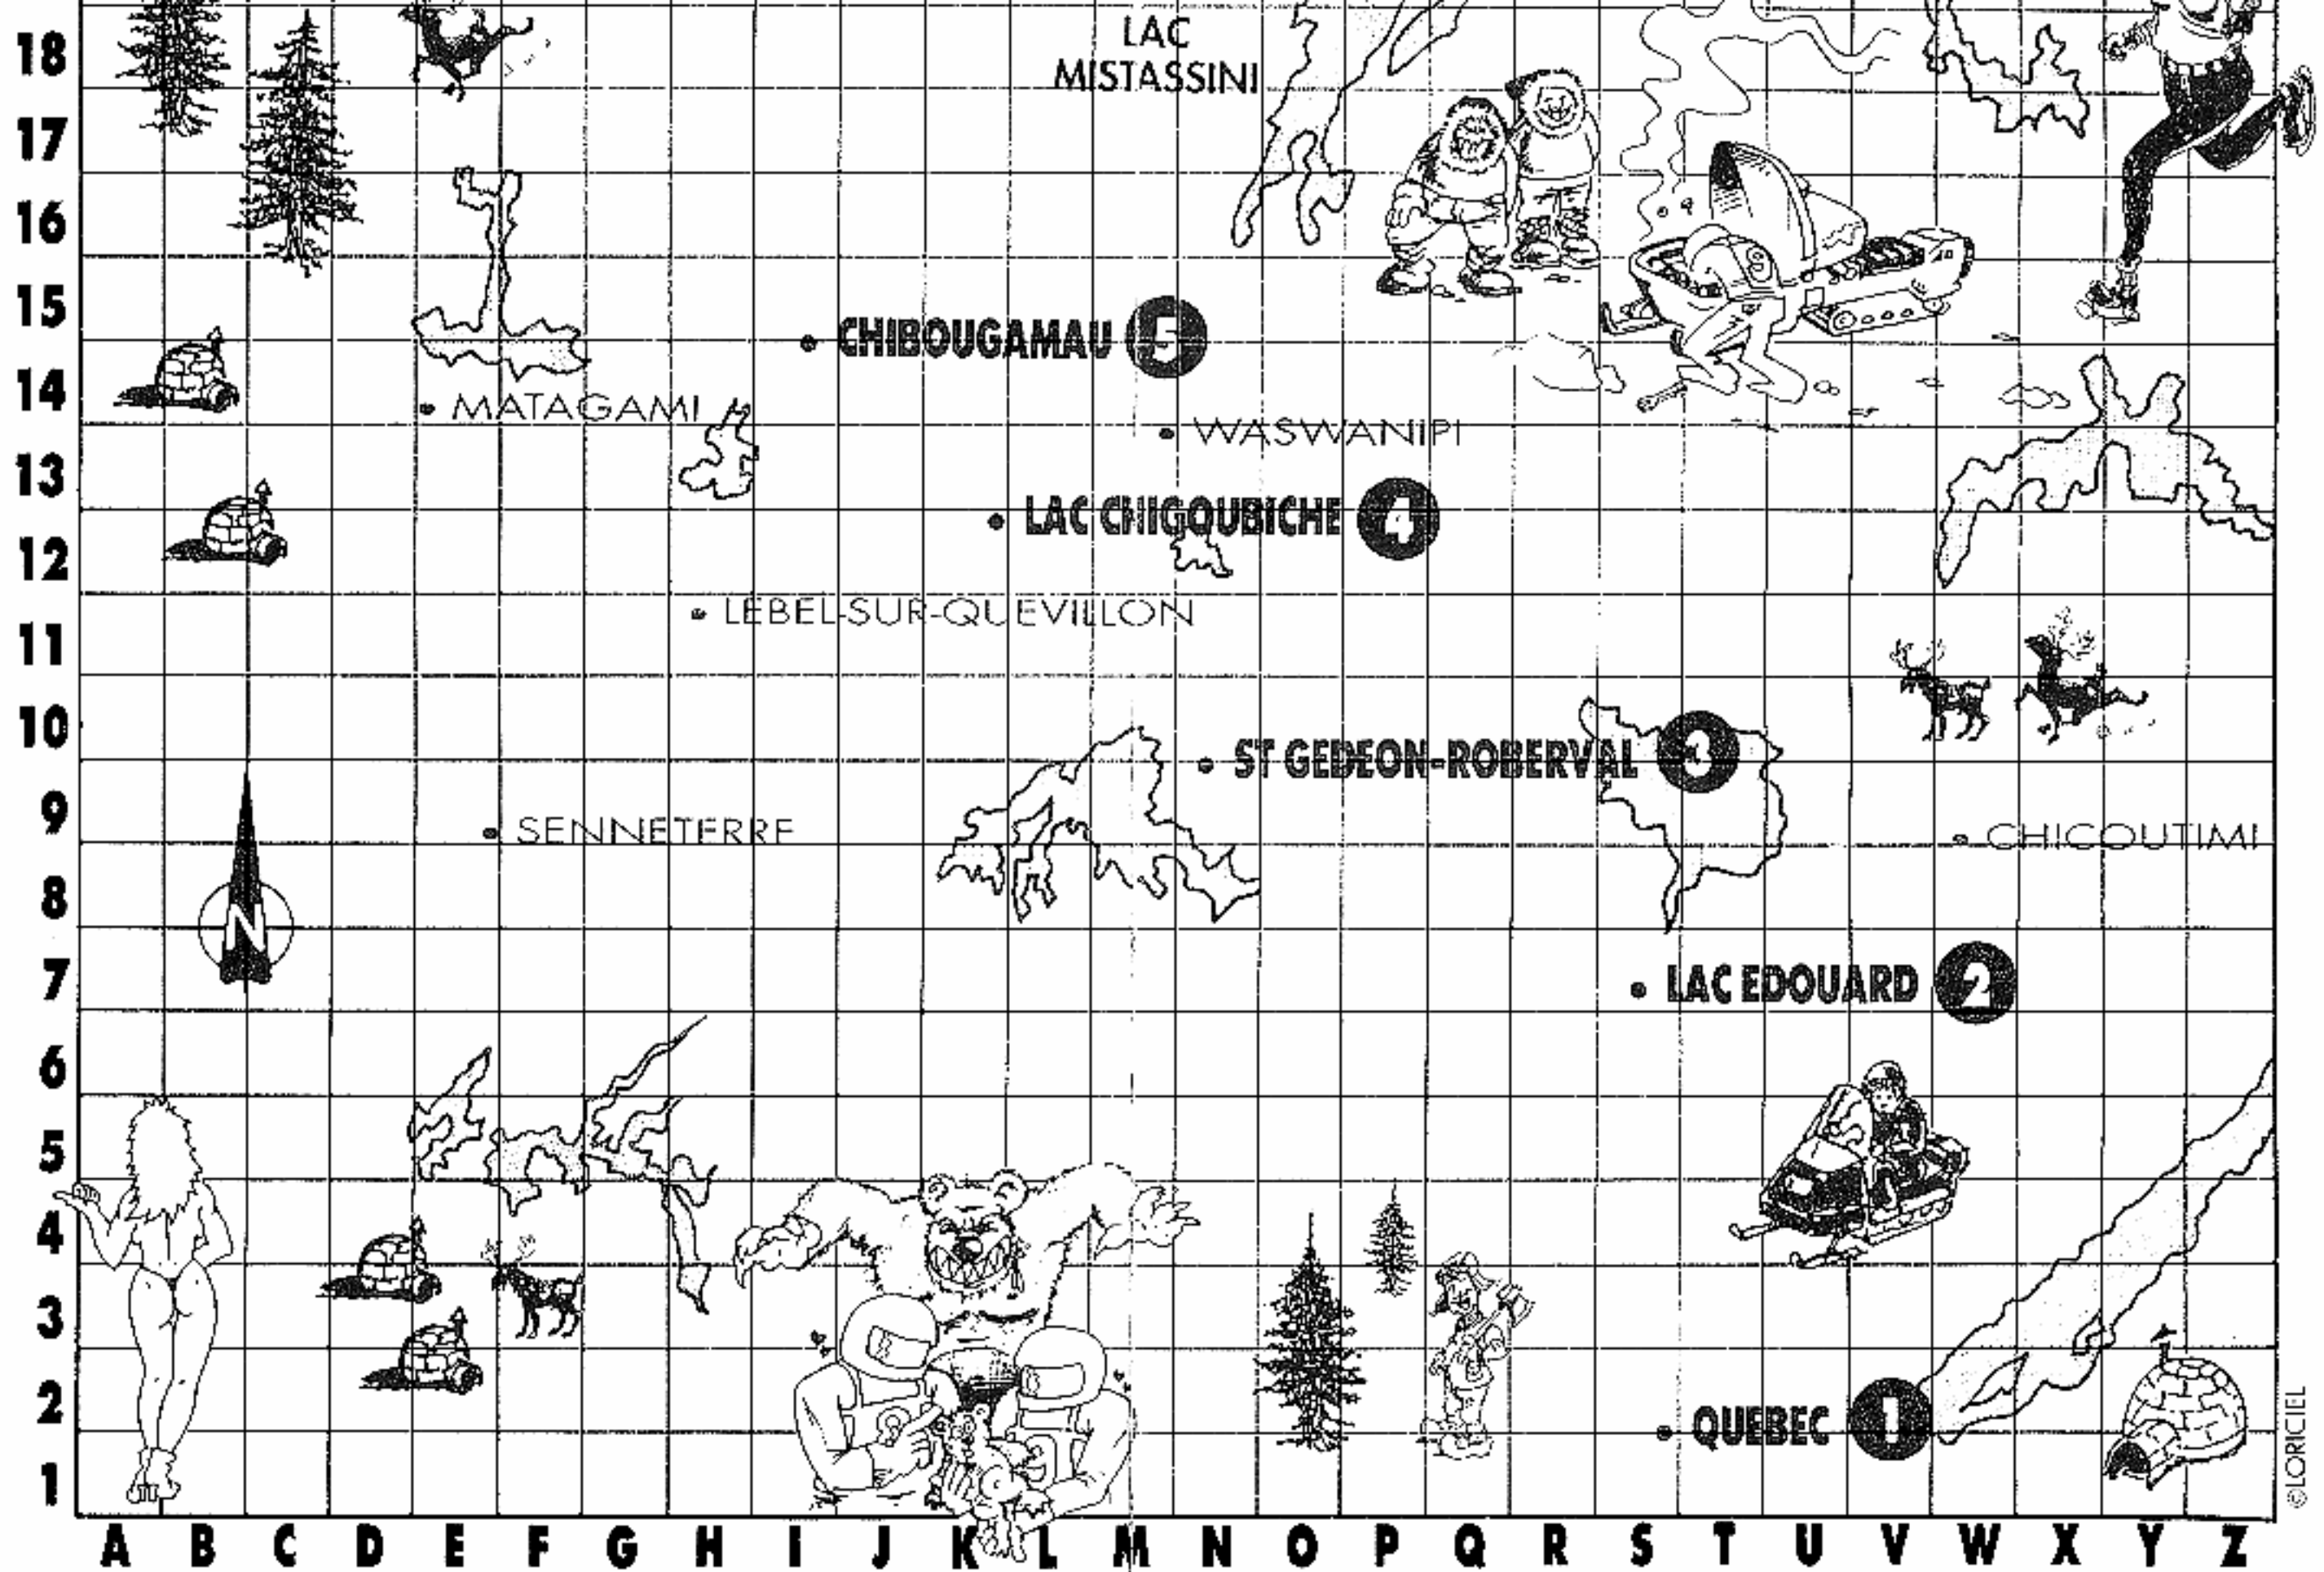 18
LAC
MISTASSINI
17
16
15
CHIBOUGAMAU 5
14
MATAGAMI
WASWANIPI
13
LAC CHIGOUBICHE 4
12
LEBEL-SUR-QUEVILLON
11
10
ST GEDEON-ROBERVAL 3
9
SENNETERRE
CHICOUTIMI
8
N
7
LAC EDOUARD 2
6
5
4
3
2
QUEBEC 1
1
©LORICIEL
A B C D E F G H I J K L M N O P Q R S T U V W X Y Z